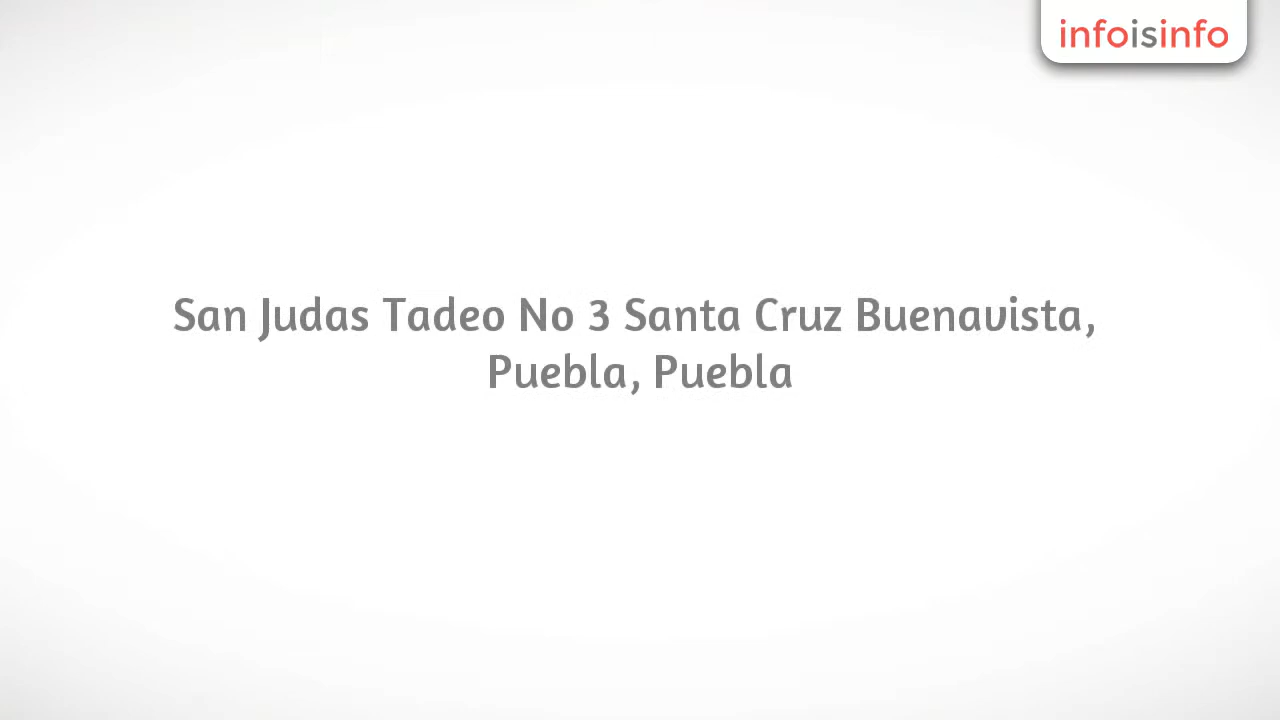 infoisinfo
San Judas Tadeo No 3 Santa Cruz Buenavista,
Puebla, Puebla